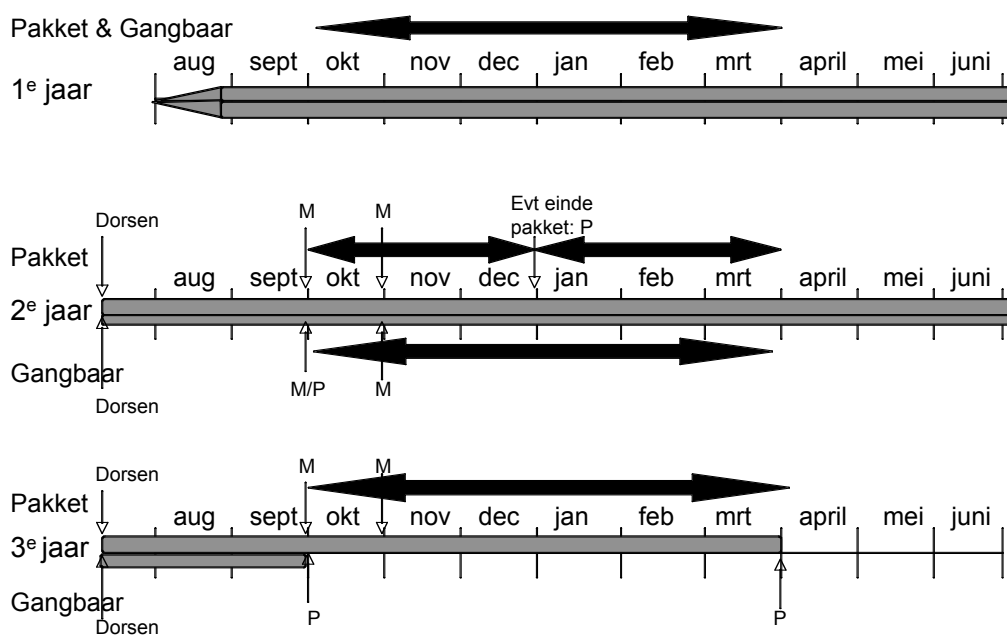 Pakket & Gangbaar
aug sept okt nov dec jan feb mrt april mei juni
1e jaar
Dorsen M M Evt einde
pakket: P
Pakket
aug sept okt nov dec jan feb mrt april mei juni
2e jaar
Gangbaar
Dorsen M/P M
Dorsen M M
Pakket
aug sept okt nov dec jan feb mrt april mei juni
3e jaar
Gangbaar
Dorsen P P